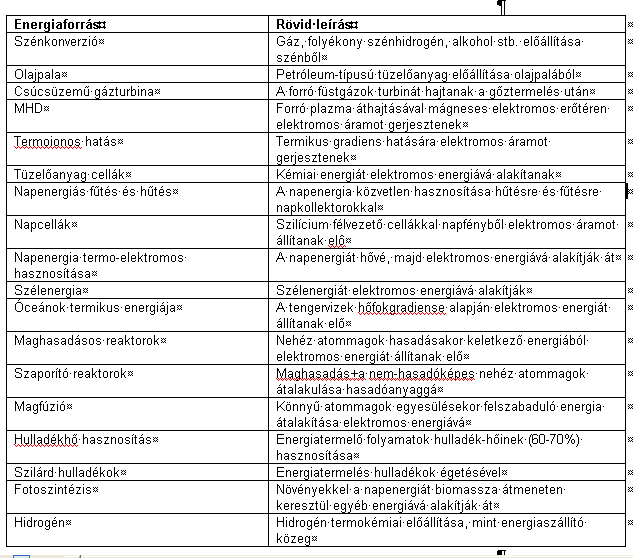 Energiaforrás¤ Rövid·leírás¤
Szénkonverzió¤ Gáz,·folyékony·szénhidrogén,·alkohol·stb.·előállítása·
szénből¤
Olajpala¤ Petróleum-típusú·tüzelőanyag·előállítása·olajpalából¤
Csúcsüzemű·gázturbina¤ A·forró·füstgázok·turbinát·hajtanak·a·gőztermelés·után¤
MHD¤ Forró·plazma·áthajtásával·mágneses·elektromos·erőtéren·
elektromos·áramot·gerjesztenek¤
Termoionos·hatás¤ Termikus·gradiens·hatására·elektromos·áramot·
gerjesztenek¤
Tüzelőanyag·cellák¤ Kémiai·energiát·elektromos·energiává·alakítanak¤
Napenergiás·fűtés·és·hűtés¤ A·napenergia·közvetlen·hasznosítása·hűtésre·és·fűtésre·
napkollektorokkal¤
Napcellák¤ Szilícium·félvezető·cellákkal·napfényből·elektromos·áramot·
állítanak·elő¤
Napenergia·termo-elektromos·
hasznosítása¤ A·napenergiát·hővé,·majd·elektromos·energiává·alakítják·át¤
Szélenergia¤ Szélenergiát·elektromos·energiává·alakítják¤
Óceánok·termikus·energiája¤ A·tengervizek·hőfokgradiense·alapján·elektromos·energiát·
állítanak·elő¤
Maghasadásos·reaktorok¤ Nehéz·atommagok·hasadásakor·keletkező·energiából·
elektromos·energiát·állítanak·elő¤
Szaporító·reaktorok¤ Maghasadás+a·nem-hasadóképes·nehéz·atommagok·
átalakulása·hasadóanyaggá¤
Magfúzió¤ Könnyű·atommagok·egyesülésekor·felszabaduló·energia·
átalakítása·elektromos·energiává¤
Hulladékhő·hasznosítás¤ Energiatermelő·folyamatok·hulladék-hőinek·(60-70%)·
hasznosítása¤
Szilárd·hulladékok¤ Energiatermelés·hulladékok·égetésével¤
Fotoszintézis¤ Növényekkel·a·napenergiát·biomassza·átmeneten·
keresztül·egyéb·energiává·alakítják·át¤
Hidrogén¤ Hidrogén·termokémiai·előállítása,·mint·energiaszállító·
közeg¤